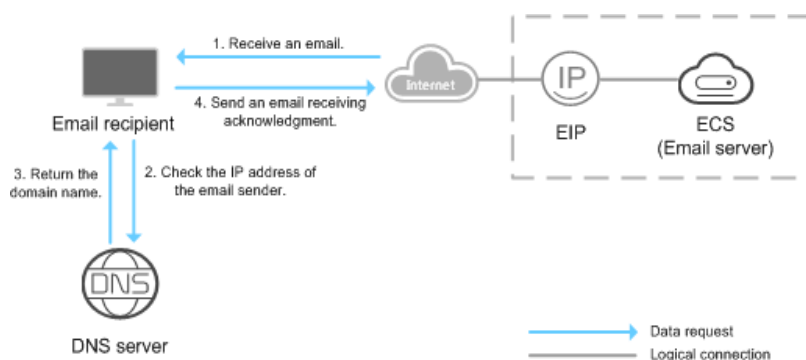 1. Receive an email.
Internet
4. Send an email receiving
acknowledgment.
Email recipient
IP
EIP
ECS
(Email server)
3. Return the
domain name.
2. Check the IP address of
the email sender.
DNS
DNS server
Data request
Logical connection